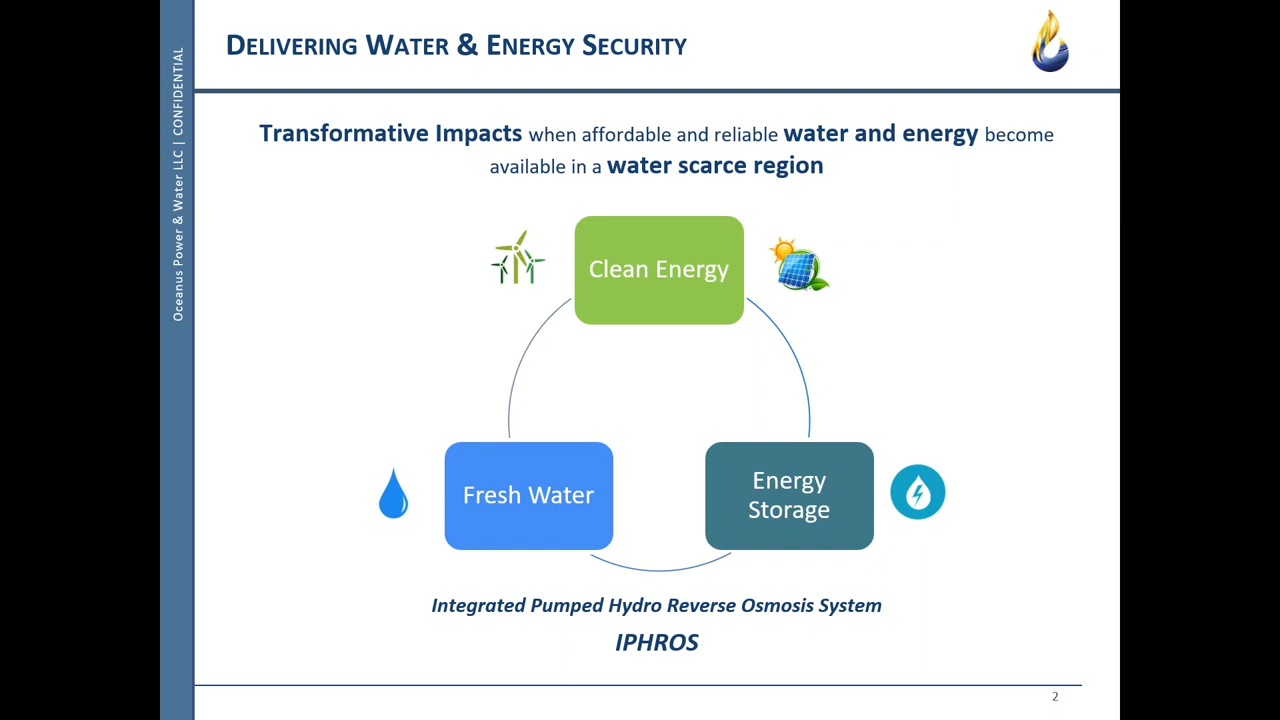 DELIVERING WATER & ENERGY SECURITY
Oceanus Power & Water LLC | CONFIDENTIAL
Transformative Impacts when affordable and reliable water and energy become
available in a water scarce region
Clean Energy
Fresh Water
Energy
Storage
Integrated Pumped Hydro Reverse Osmosis System
IPHROS
2